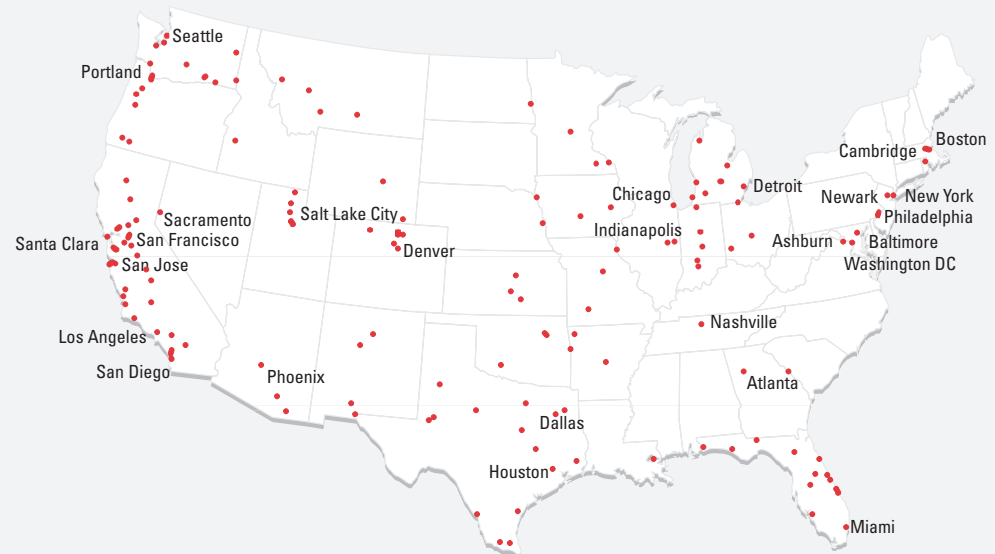 Seattle
Portland
Boston
Cambridge
Detroit
Chicago
Newark
New York
Sacramento
Salt Lake City
Philadelphia
Indianapolis
Santa Clara
San Francisco
Ashburn
Baltimore
Denver
San Jose
Washington DC
Nashville
Los Angeles
San Diego
Phoenix
Atlanta
Dallas
Houston
Miami